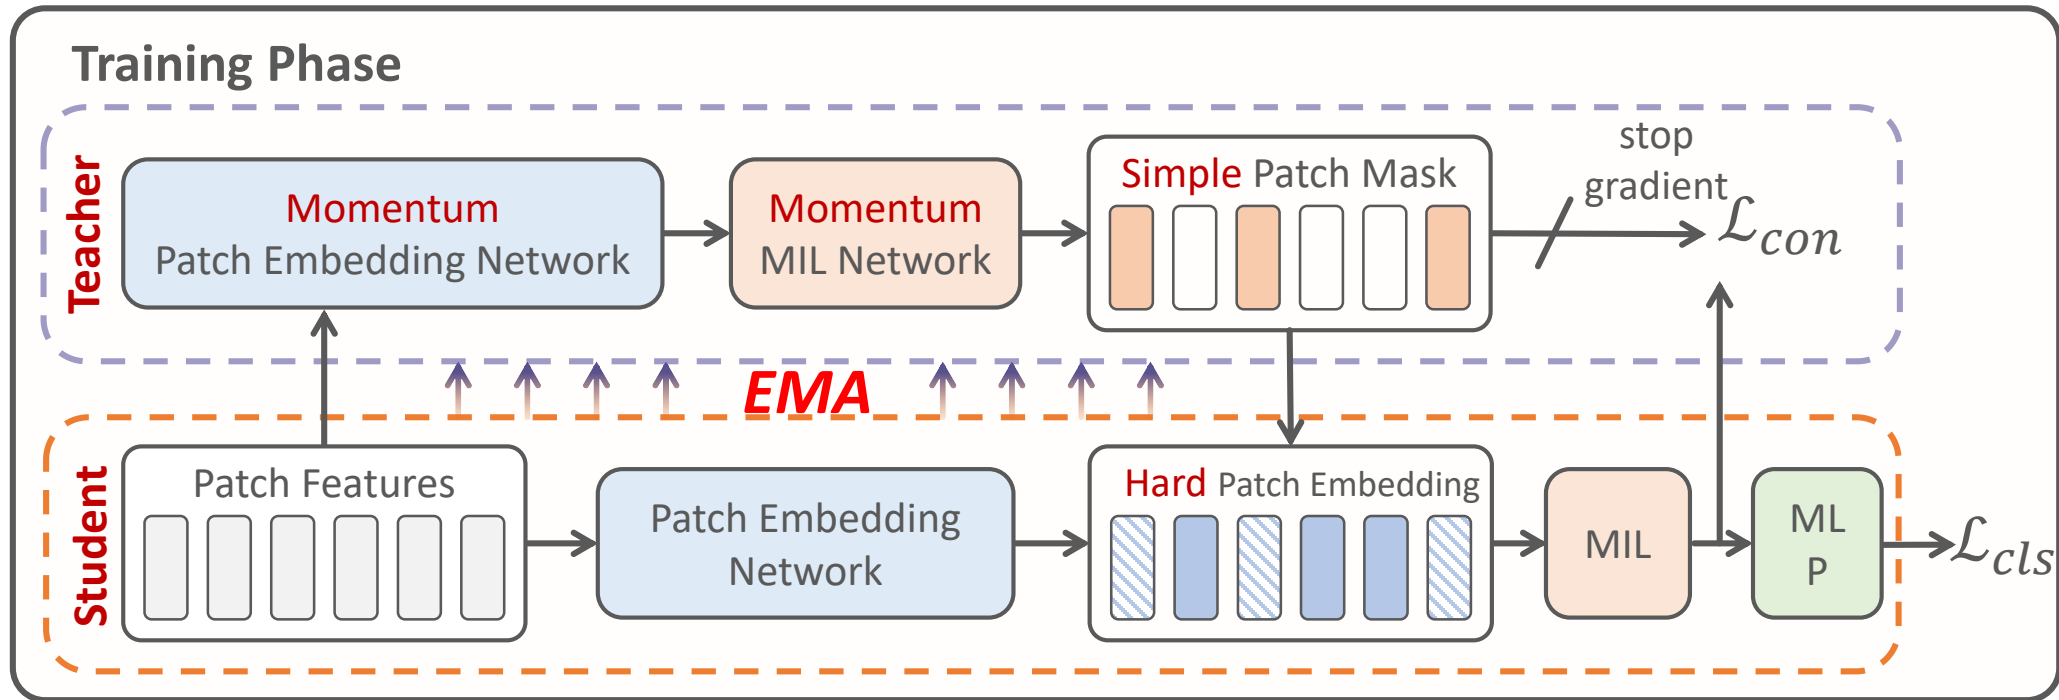 Training Phase
Teacher
Momentum
Patch Embedding Network
Momentum
MIL Network
Simple Patch Mask
stop
gradient
ℒcon
EMA
Student
Patch Features
Patch Embedding
Network
Hard Patch Embedding
MIL
ML
P
ℒcls